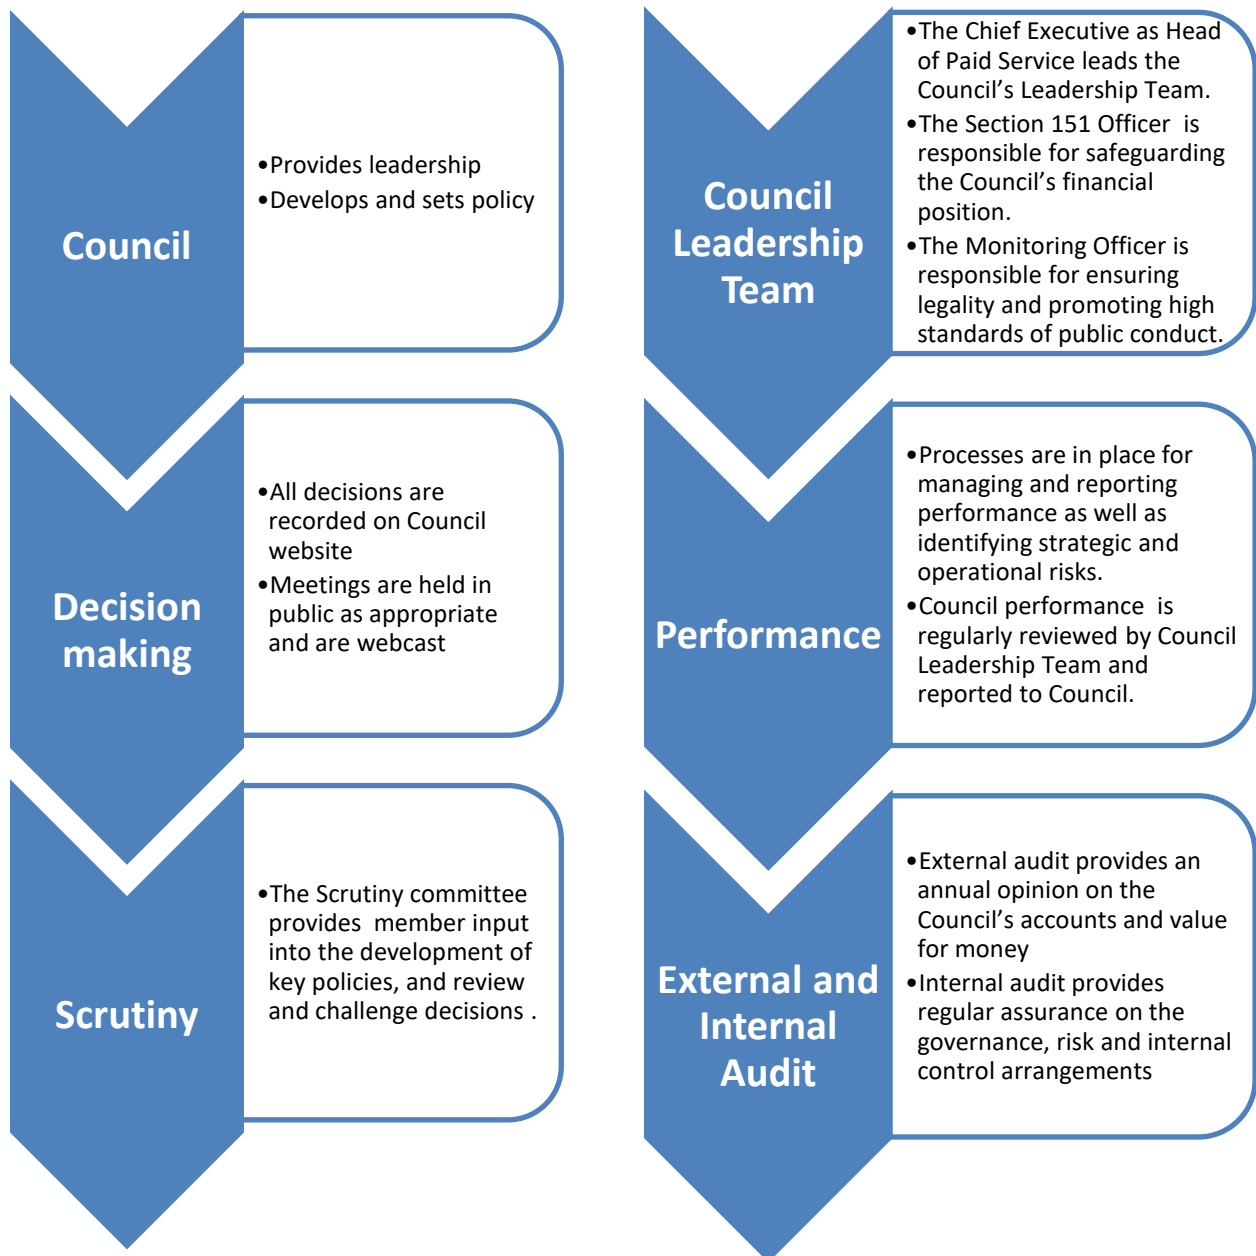 Council
•Provides leadership
•Develops and sets policy
Decision
making
•All decisions are
recorded on Council
website
•Meetings are held in
public as appropriate
and are webcast
Scrutiny
•The Scrutiny committee
provides  member input
into the development of
key policies, and review
and challenge decisions .
Council
Leadership
Team
•The Chief Executive as Head
of Paid Service leads the
Council’s Leadership Team.
•The Section 151 Officer  is
responsible for safeguarding
the Council’s financial
position.
•The Monitoring Officer is
responsible for ensuring
legality and promoting high
standards of public conduct.
Performance
•Processes are in place for
managing and reporting
performance as well as
identifying strategic and
operational risks.
•Council performance  is
regularly reviewed by Council
Leadership Team and
reported to Council.
External and
Internal
Audit
•External audit provides an
annual opinion on the
Council’s accounts and value
for money
•Internal audit provides
regular assurance on the
governance, risk and internal
control arrangements